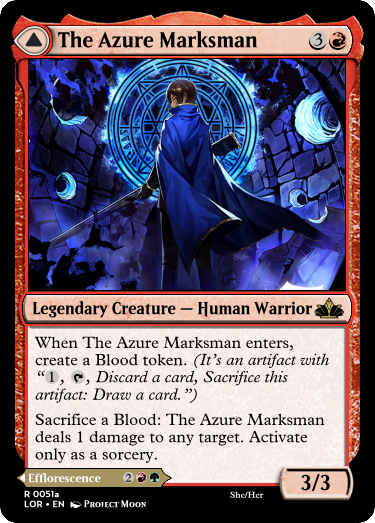 The Azure Marksman 3
Legendary Creature — Human Warrior
When The Azure Marksman enters,
create a Blood token. (It's an artifact with
“1, , Discard a card, Sacrifice this
artifact: Draw a card.”)
Sacrifice a Blood: The Azure Marksman
deals 1 damage to any target. Activate
only as a sorcery.
Efflorescence 2
3/3
R 0051a
She/Her
LOR • EN Project Moon